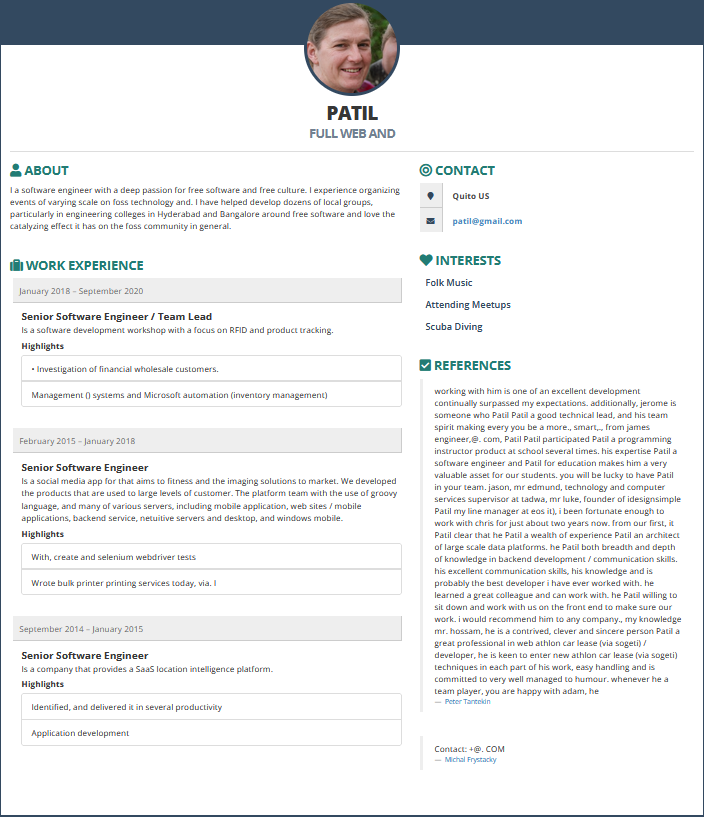 PATIL
FULL WEB AND
ABOUT
I a software engineer with a deep passion for free software and free culture. I experience organizing
events of varying scale on foss technology and. I have helped develop dozens of local groups,
particularly in engineering colleges in Hyderabad and Bangalore around free software and love the
catalyzing effect it has on the foss community in general.
WORK EXPERIENCE
January 2018 – September 2020
Senior Software Engineer / Team Lead
Is a software development workshop with a focus on RFID and product tracking.
Highlights
• Investigation of financial wholesale customers.
Management () systems and Microsoft automation (inventory management)
February 2015 – January 2018
Senior Software Engineer
Is a social media app for that aims to fitness and the imaging solutions to market. We developed
the products that are used to large levels of customer. The platform team with the use of groovy
language, and many of various servers, including mobile application, web sites / mobile
applications, backend service, netuitive servers and desktop, and windows mobile.
Highlights
With, create and selenium webdriver tests
Wrote bulk printer printing services today, via. I
September 2014 – January 2015
Senior Software Engineer
Is a company that provides a SaaS location intelligence platform.
Highlights
Identified, and delivered it in several productivity
Application development
CONTACT
Quito US
patil@gmail.com
INTERESTS
Folk Music
Attending Meetups
Scuba Diving
REFERENCES
working with him is one of an excellent development
continually surpassed my expectations. additionally, jerome is
someone who Patil Patil a good technical lead, and his team
spirit making every you be a more., smart,., from james
engineer,@. com, Patil Patil participated Patil a programming
instructor product at school several times. his expertise Patil a
software engineer and Patil for education makes him a very
valuable asset for our students. you will be lucky to have Patil
in your team. jason, mr edmund, technology and computer
services supervisor at tadwa, mr luke, founder of idesignsimple
Patil my line manager at eos it), i been fortunate enough to
work with chris for just about two years now. from our first, it
Patil clear that he Patil a wealth of experience Patil an architect
of large scale data platforms. he Patil both breadth and depth
of knowledge in backend development / communication skills.
his excellent communication skills, his knowledge and is
probably the best developer i have ever worked with. he
learned a great colleague and can work with. he Patil willing to
sit down and work with us on the front end to make sure our
work. i would recommend him to any company., my knowledge
mr. hossam, he is a contrived, clever and sincere person Patil a
great professional in web athlon car lease (via sogeti) /
developer, he is keen to enter new athlon car lease (via sogeti)
techniques in each part of his work, easy handling and is
committed to very well managed to humour. whenever he a
team player, you are happy with adam, he
— Peter Tantekin
Contact: +@. COM
— Michal Frystacky